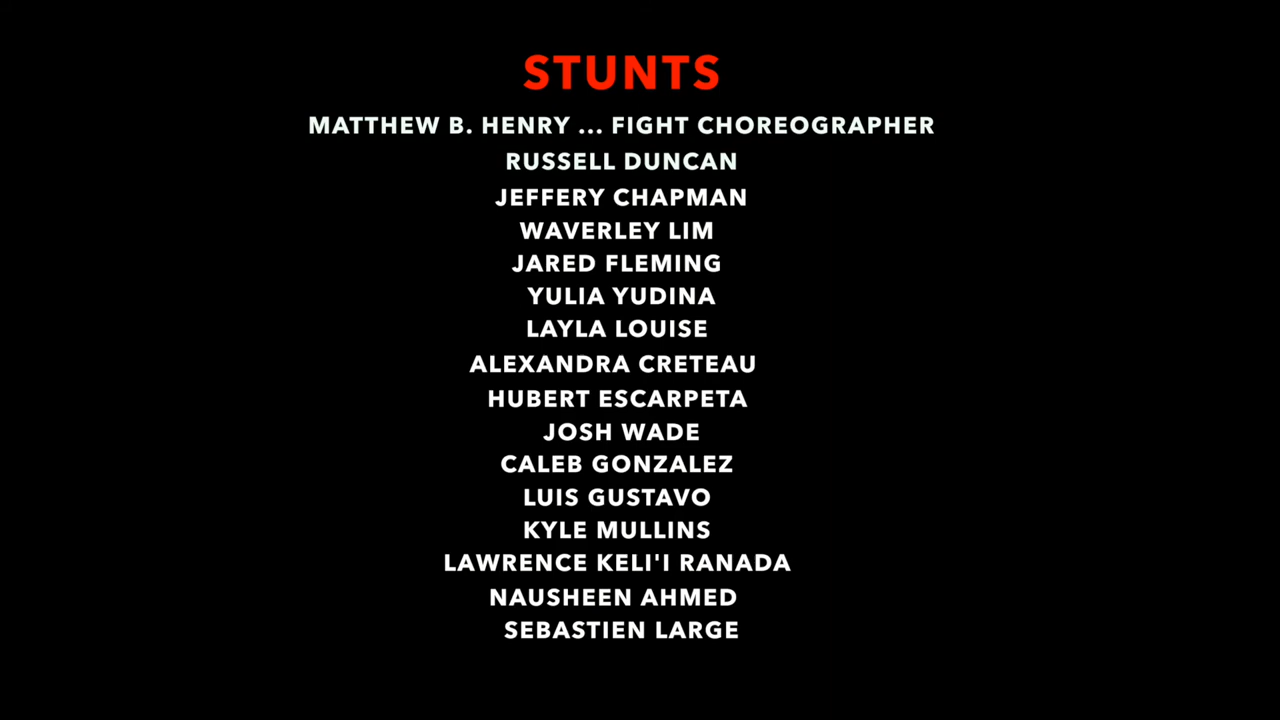 STUNTS
MATTHEW B. HENRY ... FIGHT CHOREOGRAPHER
RUSSELL DUNCAN
JEFFERY CHAPMAN
WAVERLEY LIM
JARED FLEMING
YULIA YUDINA
LAYLA LOUISE
ALEXANDRA CRETEAU
HUBERT ESCARPETA
JOSH WADE
CALEB GONZALEZ
LUIS GUSTAVO
KYLE MULLINS
LAWRENCE KELI'I RANADA
NAUSHEEN AHMED
SEBASTIEN LARGE